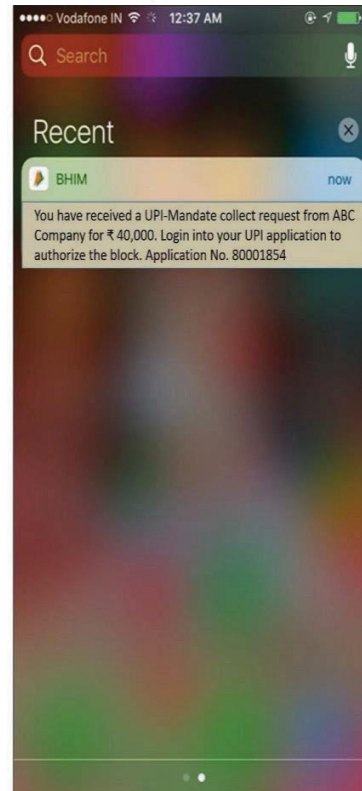 Vodafone IN 12:37 AM
Search
Recent
BHIM now
You have received a UPI-Mandate collect request from ABC
Company for ₹ 40,000. Login into your UPI application to
authorize the block. Application No. 80001854